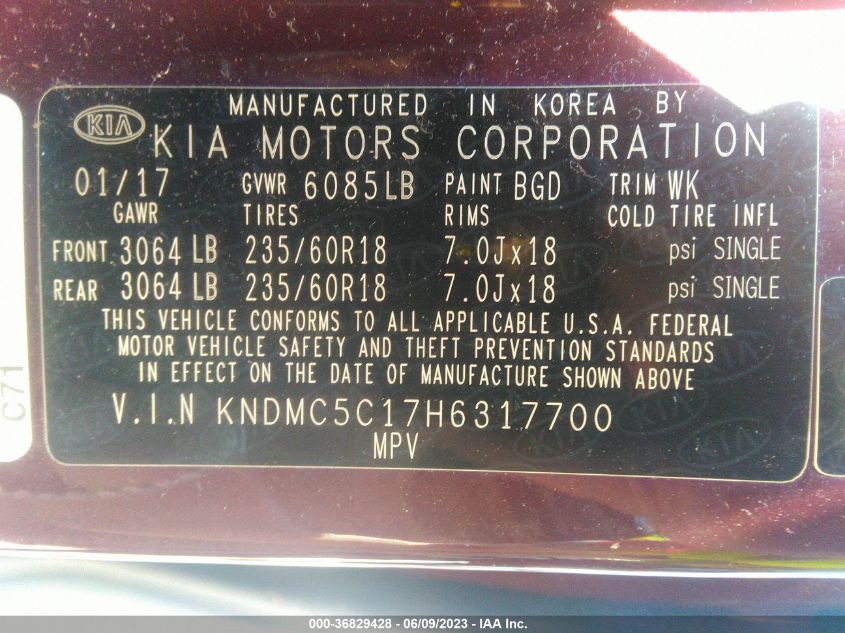 MANUFACTURED IN KOREA BY
KIA KIA MOTORS CORPORATION
01/17 GVWR 6085LB PAINT BGD TRIM WK
GAWR TIRES RIMS COLD TIRE INFL
FRONT 3064 LB 235/60R18 7.0Jx18 psi SINGLE
REAR 3064 LB 235/60R18 7.0Jx18 psi SINGLE
THIS VEHICLE CONFORMS TO ALL APPLICABLE U.S.A. FEDERAL
MOTOR VEHICLE SAFETY AND THEFT PREVENTION STANDARDS
IN EFFECT ON THE DATE OF MANUFACTURE SHOWN ABOVE
V.I.N KNDMC5C17H6317700
MPV
C71
000-36829428 - 06/09/2023 - IAA Inc.